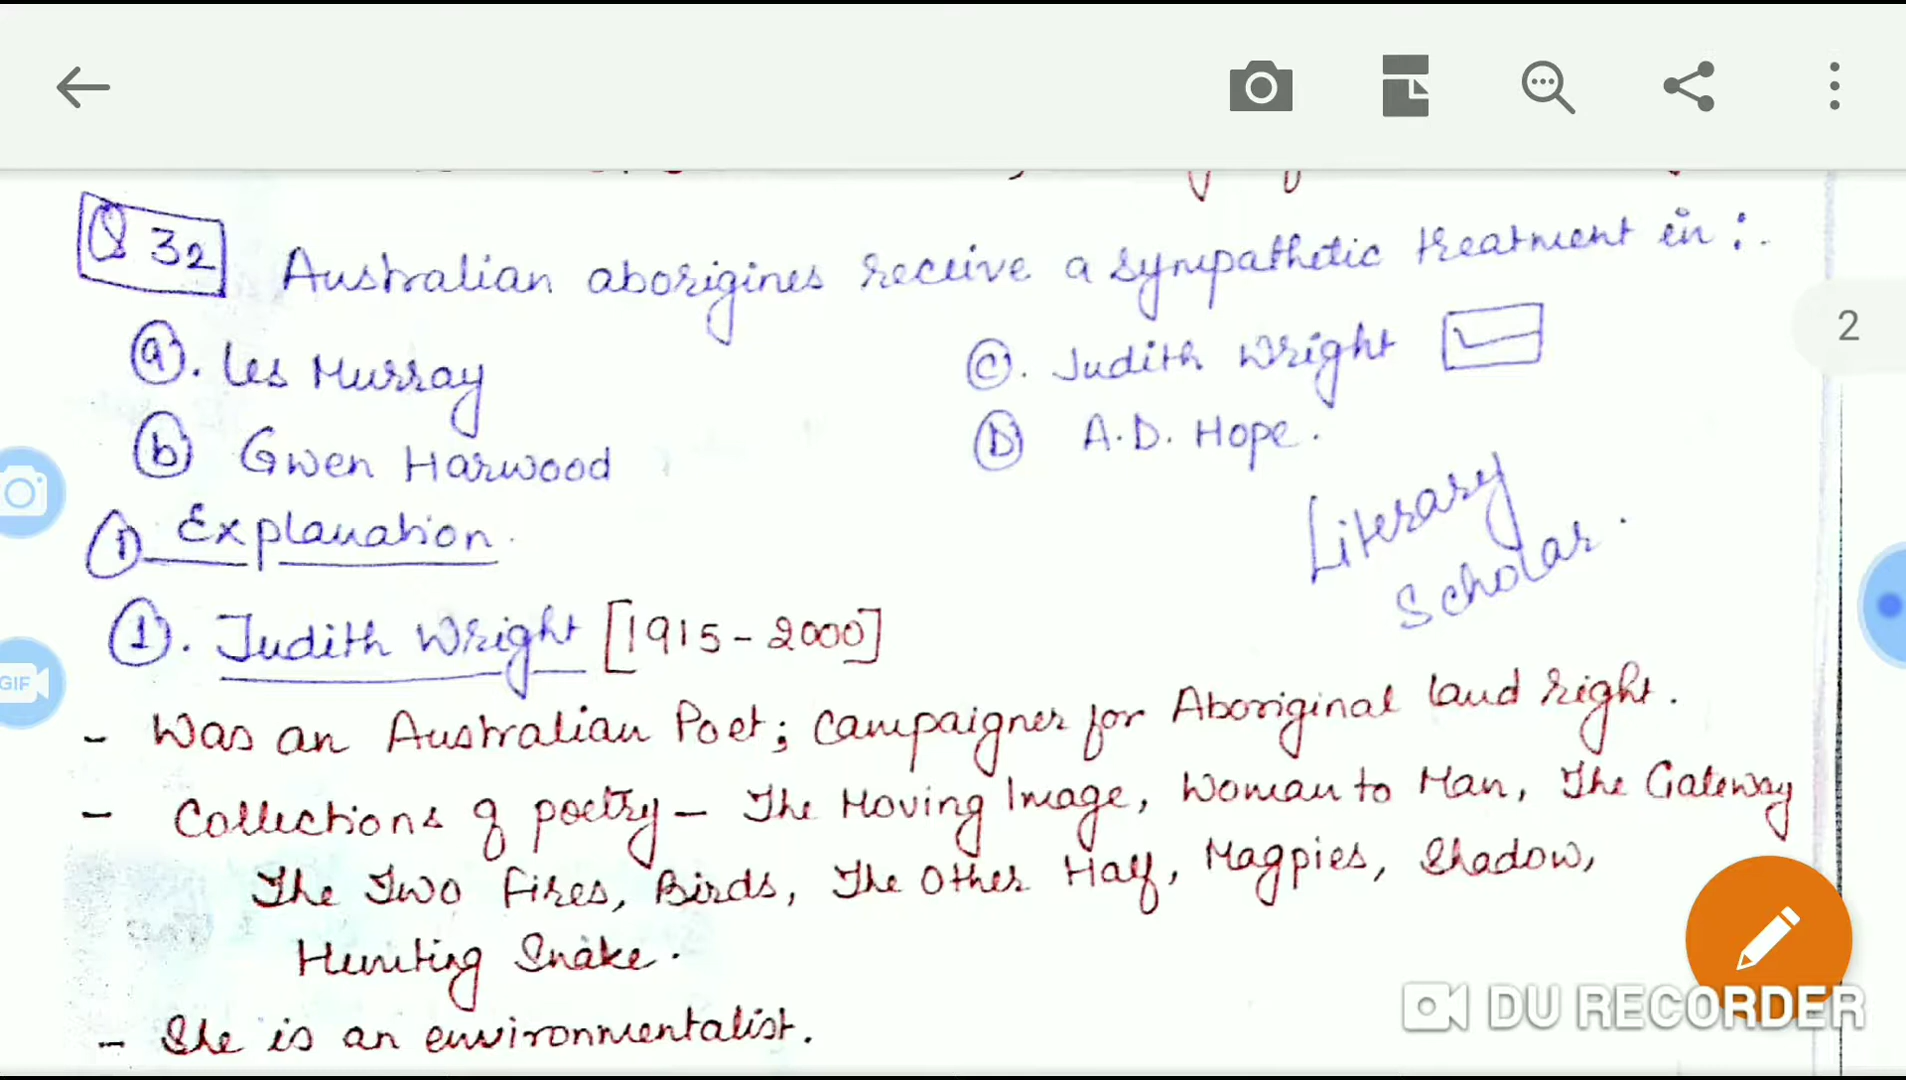 Q 32 Australian aborigines receive a sympathetic treatment in :.
2
a. Les Murray
c. Judith Wright
b Gwen Harwood
D A.D. Hope.
Literary
Scholar.
1 Explanation.
1. Judith Wright [1915-2000]
GIF
- Was an Australian Poet; campaigner for Aboriginal land right.
- Collections of poetry - The Moving Image, Woman to Man, The Gateway
The Two Fires, Birds, The Other Half, Magpies, Shadow,
Hunting Snake.
- She is an environmentalist.
DU RECORDER